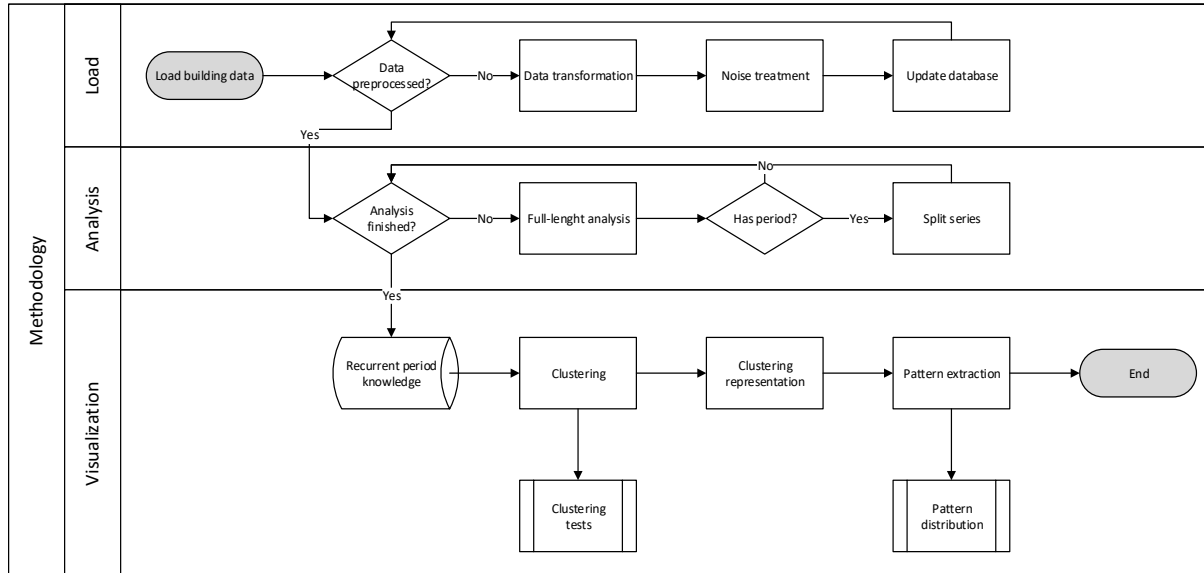 Methodology
Load
Load building data
Data
preprocessed?
No
Data transformation
Noise treatment
Update database
Yes
Analysis
Analysis
finished?
No
Full-lenght analysis
Has period?
No
Yes
Split series
Yes
Visualization
Recurrent period
knowledge
Clustering
Clustering
representation
Pattern extraction
End
Clustering
tests
Pattern
distribution